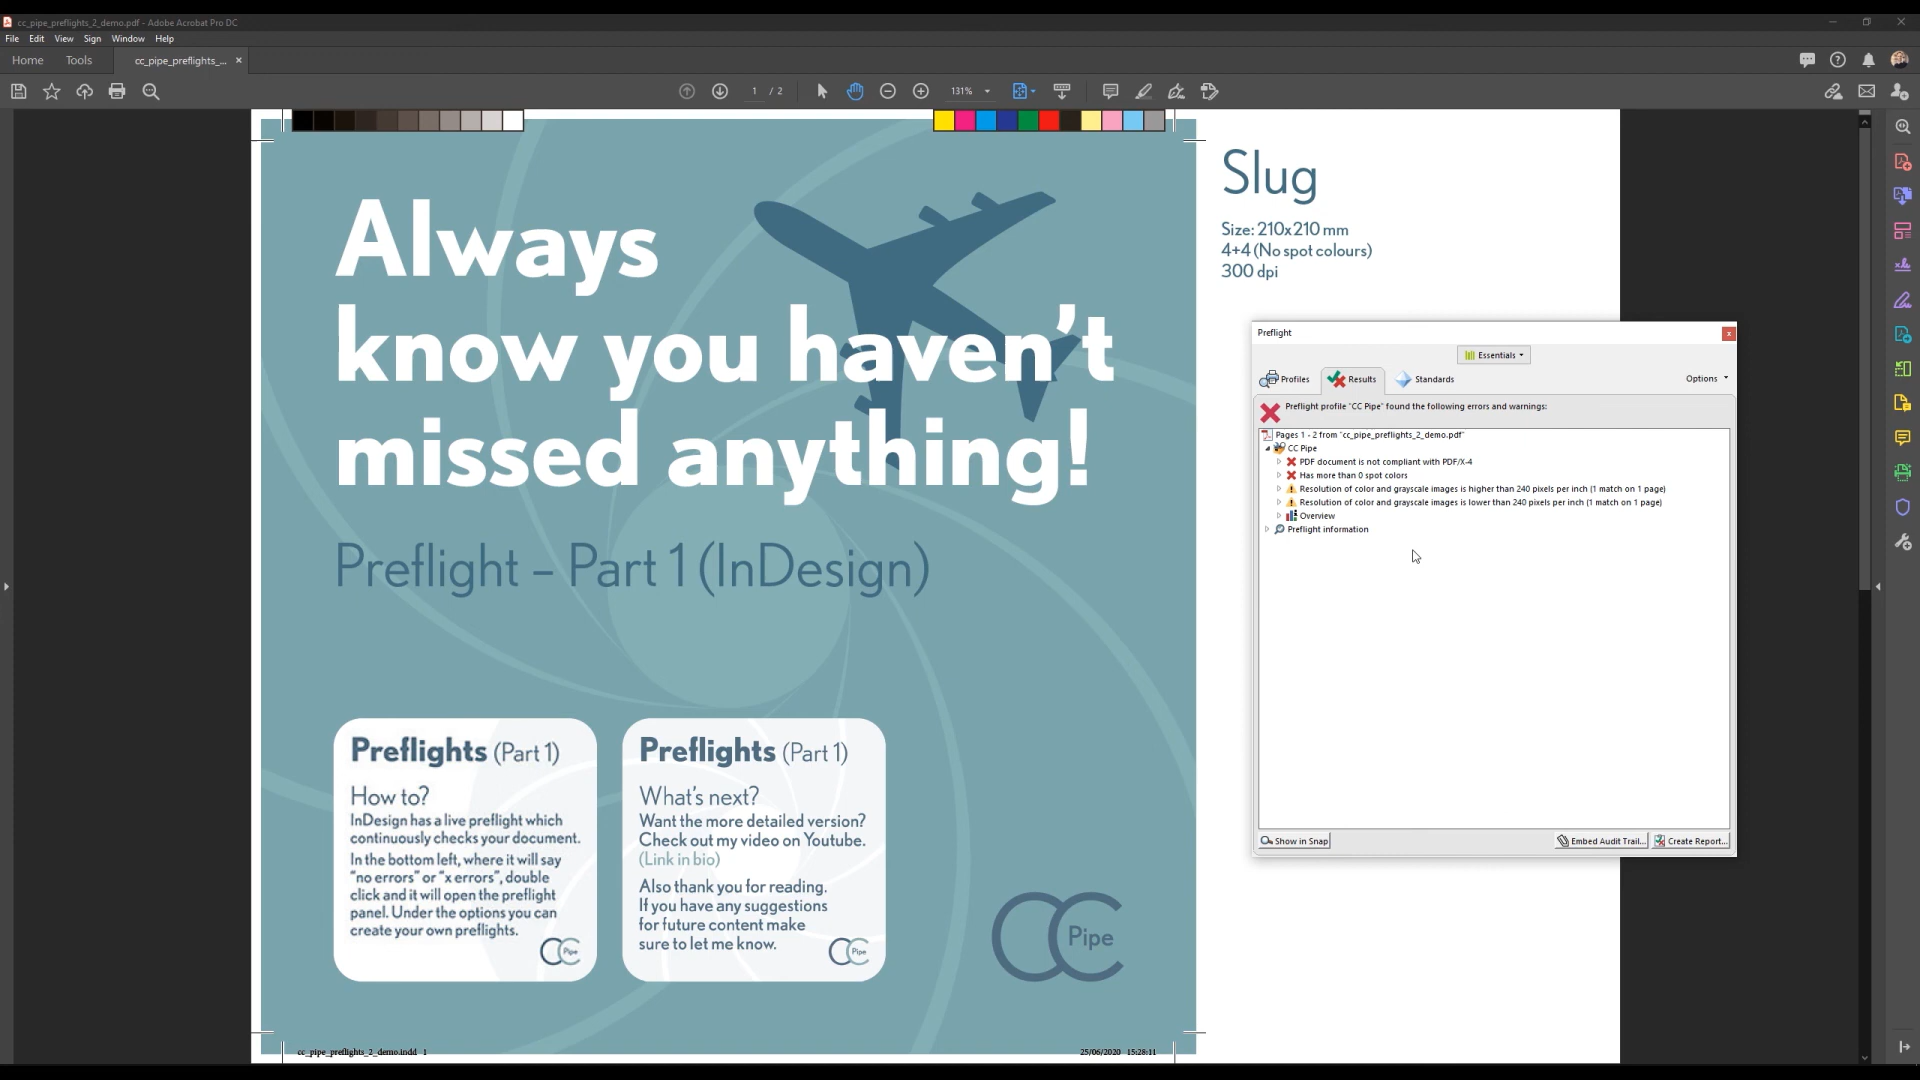 cc_pipe_preflights_2_demo.pdf - Adobe Acrobat Pro DC
File Edit View Sign Window Help
Home Tools cc_pipe_preflights_... ×
1 / 2 131%
Slug
Size: 210x210 mm
4+4 (No spot colours)
300 dpi
Always
know you haven't
missed anything!
Preflight – Part 1 (InDesign)
Preflights (Part 1)
How to?
InDesign has a live preflight which
continuously checks your document.
In the bottom left, where it will say
“no errors” or “x errors”, double
click and it will open the preflight
panel. Under the options you can
create your own preflights.
CC Pipe
Preflights (Part 1)
What's next?
Want the more detailed version?
Check out my video on Youtube.
(Link in bio)
Also thank you for reading.
If you have any suggestions
for future content make
sure to let me know.
CC Pipe
CC Pipe
cc_pipe_preflights_2_demo.indd 1
25/06/2020 15:28:11
Preflight
Essentials
Profiles Results Standards Options
Preflight profile "CC Pipe" found the following errors and warnings:
Pages 1 - 2 from "cc_pipe_preflights_2_demo.pdf"
CC Pipe
PDF document is not compliant with PDF/X-4
Has more than 0 spot colors
Resolution of color and grayscale images is higher than 240 pixels per inch (1 match on 1 page)
Resolution of color and grayscale images is lower than 240 pixels per inch (1 match on 1 page)
Overview
Preflight information
Show in Snap Embed Audit Trail... Create Report...